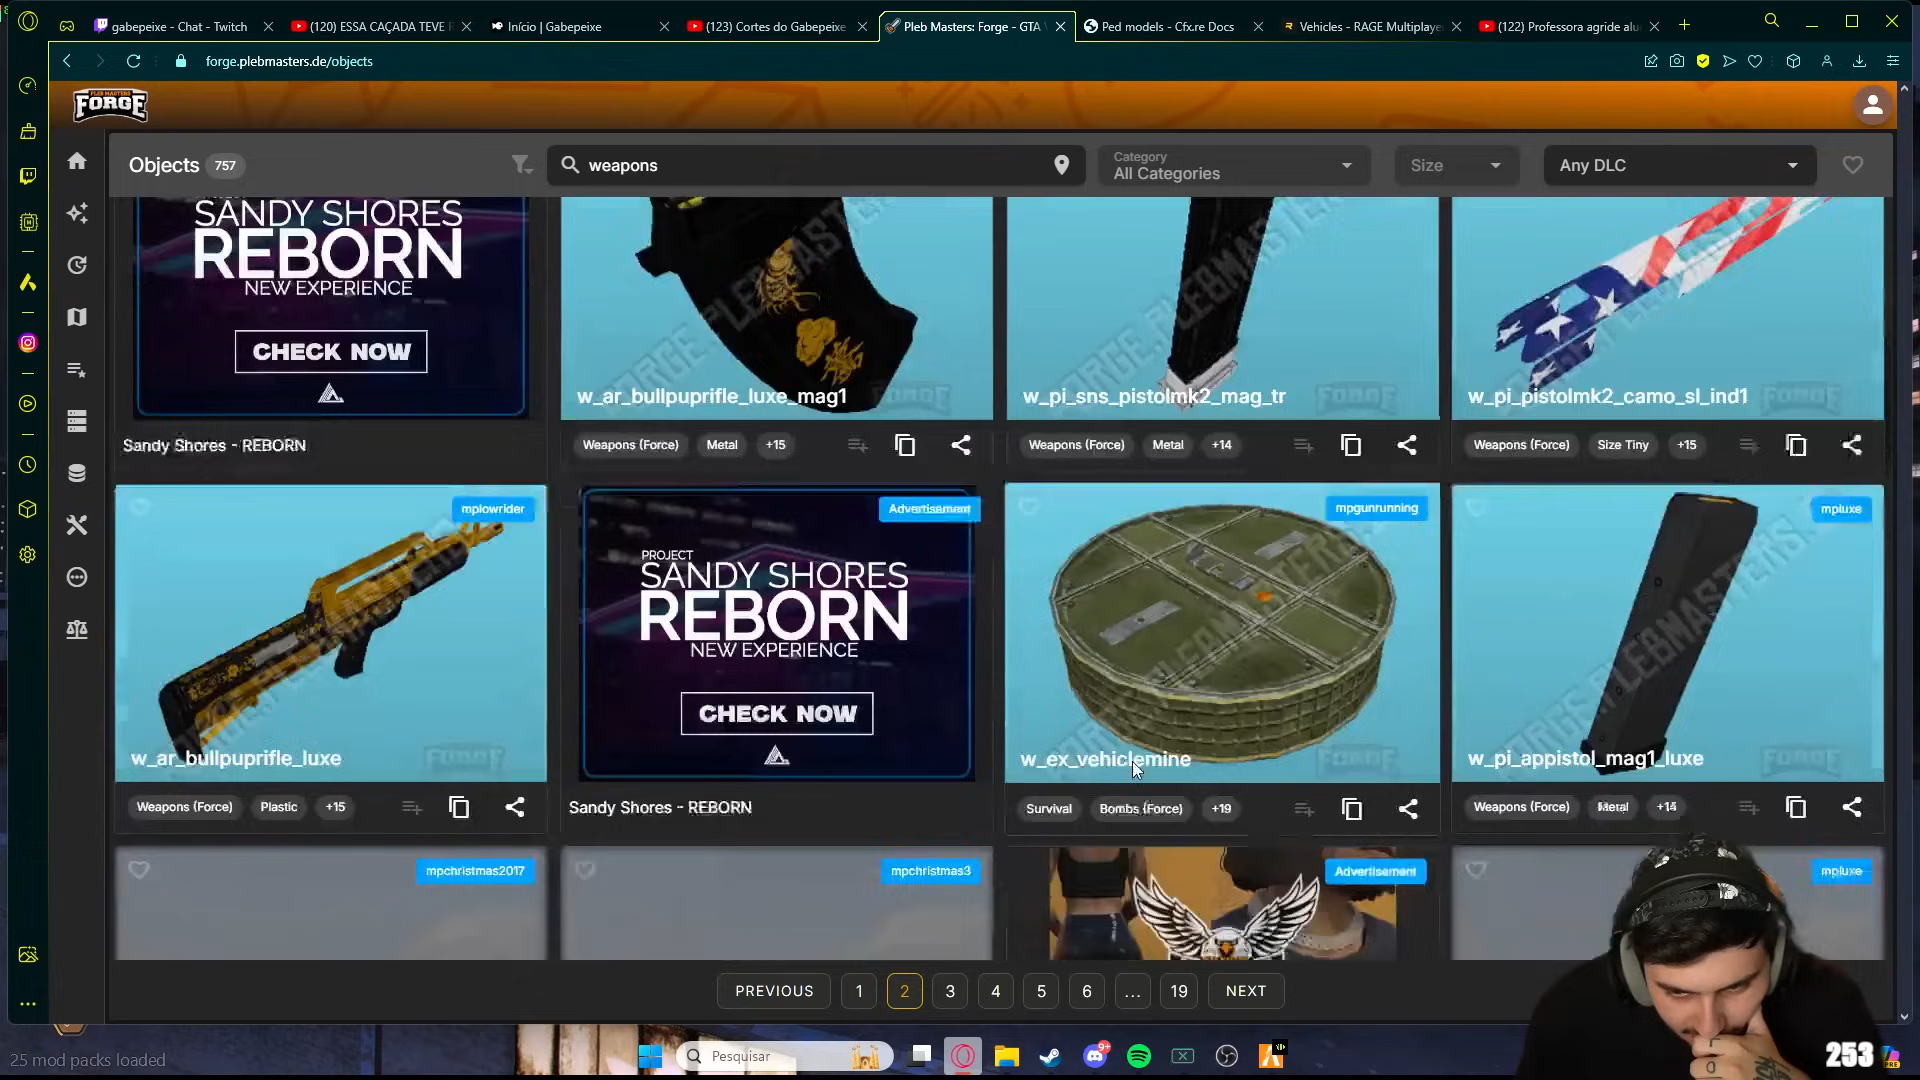 gabepeixe - Chat - Twitch
(120) ESSA CAÇADA TEVE
Início | Gabepeixe
(123) Cortes do Gabepeixe
Pleb Masters: Forge - GTA
Ped models - Cfx.re Docs
Vehicles - RAGE Multiplaye
(122) Professora agride alu
forge.plebmasters.de/objects
PLEB MASTERS
FORGE
Objects 757
weapons
Category
All Categories
Size
Any DLC
SANDY SHORES
REBORN
NEW EXPERIENCE
CHECK NOW
Sandy Shores - REBORN
w_ar_bullpuprifle_luxe_mag1
Weapons (Force) Metal +15
w_pi_sns_pistolmk2_mag_tr
Weapons (Force) Metal +14
w_pi_pistolmk2_camo_sl_ind1
Weapons (Force) Size Tiny +15
mplowrider
w_ar_bullpuprifle_luxe
Weapons (Force) Plastic +15
Advertisement
PROJECT
SANDY SHORES
REBORN
NEW EXPERIENCE
CHECK NOW
Sandy Shores - REBORN
mpgunrunning
w_ex_vehiclemine
Survival Bombs (Force) +19
mpluxe
w_pi_appistol_mag1_luxe
Weapons (Force) Metal
mpchristmas2017
mpchristmas3
Advertisement
mpluxe
PREVIOUS 1 2 3 4 5 6 ... 19 NEXT
25 mod packs loaded
Pesquisar
9+
253